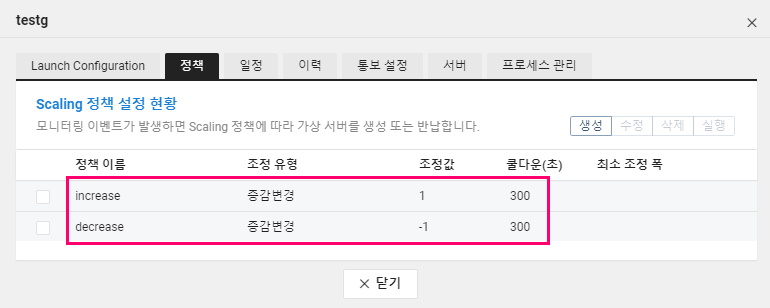 testg
Launch Configuration 정책 일정 이력 통보 설정 서버 프로세스 관리
Scaling 정책 설정 현황
모니터링 이벤트가 발생하면 Scaling 정책에 따라 가상 서버를 생성 또는 반납합니다.
생성 수정 삭제 실행
정책 이름 조정 유형 조정값 쿨다운(초) 최소 조정 폭
increase 증감변경 1 300
decrease 증감변경 -1 300
닫기